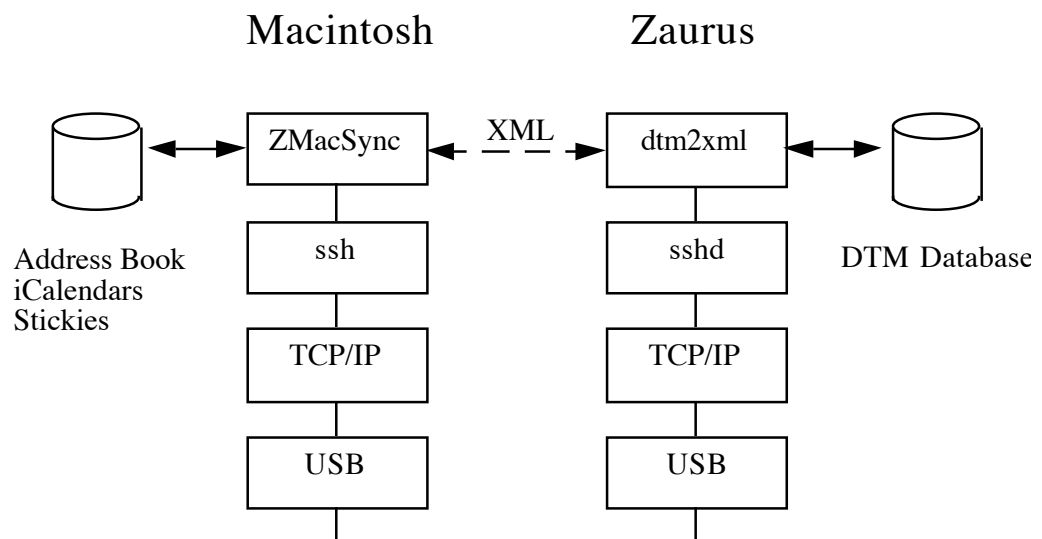 Macintosh
Zaurus
ZMacSync
XML
dtm2xml
ssh
sshd
Address Book
iCalendars
Stickies
DTM Database
TCP/IP
TCP/IP
USB
USB